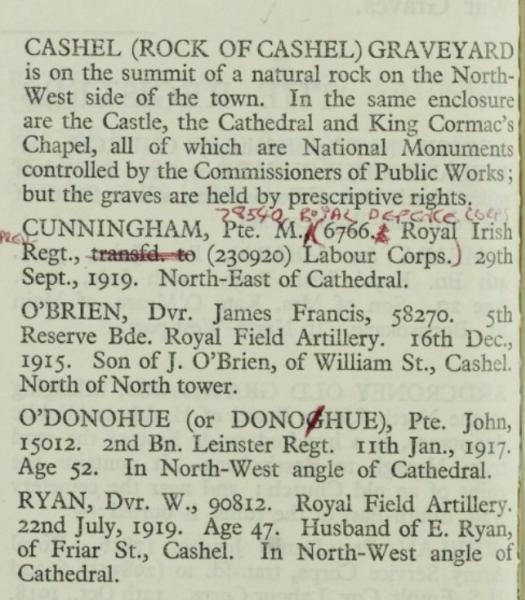 CASHEL (ROCK OF CASHEL) GRAVEYARD
is on the summit of a natural rock on the North-
West side of the town. In the same enclosure
are the Castle, the Cathedral and King Cormac's
Chapel, all of which are National Monuments
controlled by the Commissioners of Public Works;
but the graves are held by prescriptive rights.
78540 ROYAL DEFENCE CORPS
CUNNINGHAM, Pte. M. (6766. Royal Irish
Regt., transfd. to (230920) Labour Corps.) 29th
Sept., 1919. North-East of Cathedral.
O'BRIEN, Dvr. James Francis, 58270. 5th
Reserve Bde. Royal Field Artillery. 16th Dec.,
1915. Son of J. O'Brien, of William St., Cashel.
North of North tower.
O'DONOHUE (or DONOGHUE), Pte. John,
15012. 2nd Bn. Leinster Regt. 11th Jan., 1917.
Age 52. In North-West angle of Cathedral.
RYAN, Dvr. W., 90812. Royal Field Artillery.
22nd July, 1919. Age 47. Husband of E. Ryan,
of Friar St., Cashel. In North-West angle of
Cathedral.